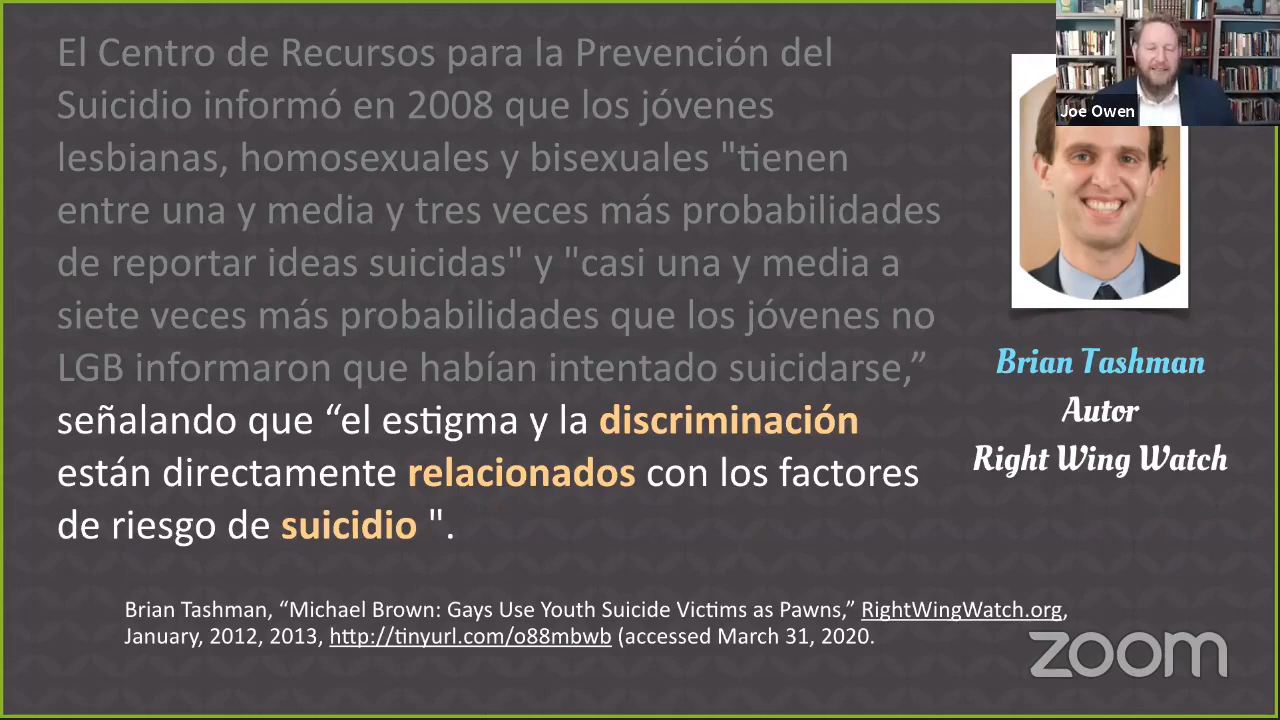 El Centro de Recursos para la Prevención del
Suicidio informó en 2008 que los jóvenes
lesbianas, homosexuales y bisexuales "tienen
entre una y media y tres veces más probabilidades
de reportar ideas suicidas" y "casi una y media a
siete veces más probabilidades que los jóvenes no
LGB informaron que habían intentado suicidarse,”
señalando que “el estigma y la discriminación
están directamente relacionados con los factores
de riesgo de suicidio ".
Joe Owen
Brian Tashman
Autor
Right Wing Watch
Brian Tashman, “Michael Brown: Gays Use Youth Suicide Victims as Pawns,” RightWingWatch.org,
January, 2012, 2013, http://tinyurl.com/o88mbwb (accessed March 31, 2020.
zoom